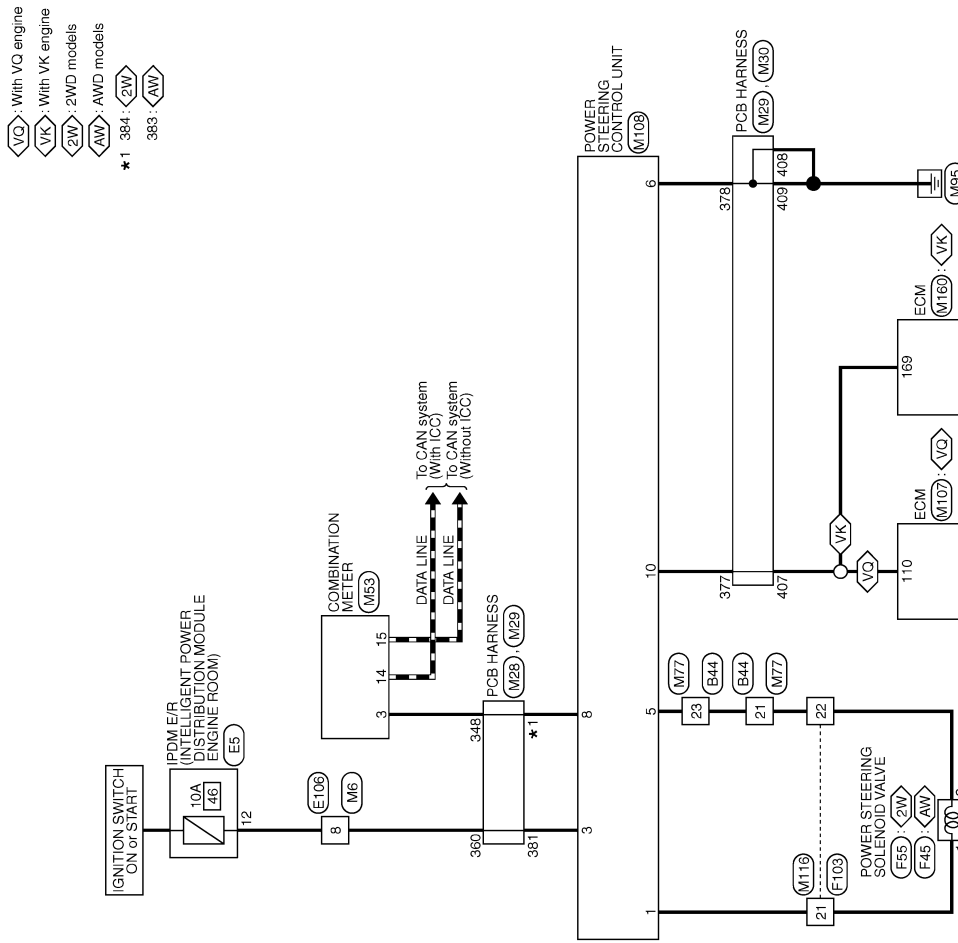 VQ : With VQ engine
VK : With VK engine
2W : 2WD models
AW : AWD models
*1 384 : 2W
383 : AW
IGNITION SWITCH
ON or START
IPDM E/R
(INTELLIGENT POWER
DISTRIBUTION MODULE
ENGINE ROOM)
E5
10A
46
12
E106
8
M6
COMBINATION
METER
M53
3
14
15
DATA LINE
DATA LINE
To CAN system
(With ICC)
To CAN system
(Without ICC)
PCB HARNESS
M28 , M29
360
348
381
*1
POWER
STEERING
CONTROL UNIT
M108
3
8
1
5
10
6
PCB HARNESS
M29 , M30
377
378
407
409
408
M77
23
B44
B44
21
M77
M116
21
22
F103
POWER STEERING
SOLENOID VALVE
F55 : 2W
F45 : AW
VK
VQ
ECM
M107 : VQ
110
ECM
M160 : VK
169
M95